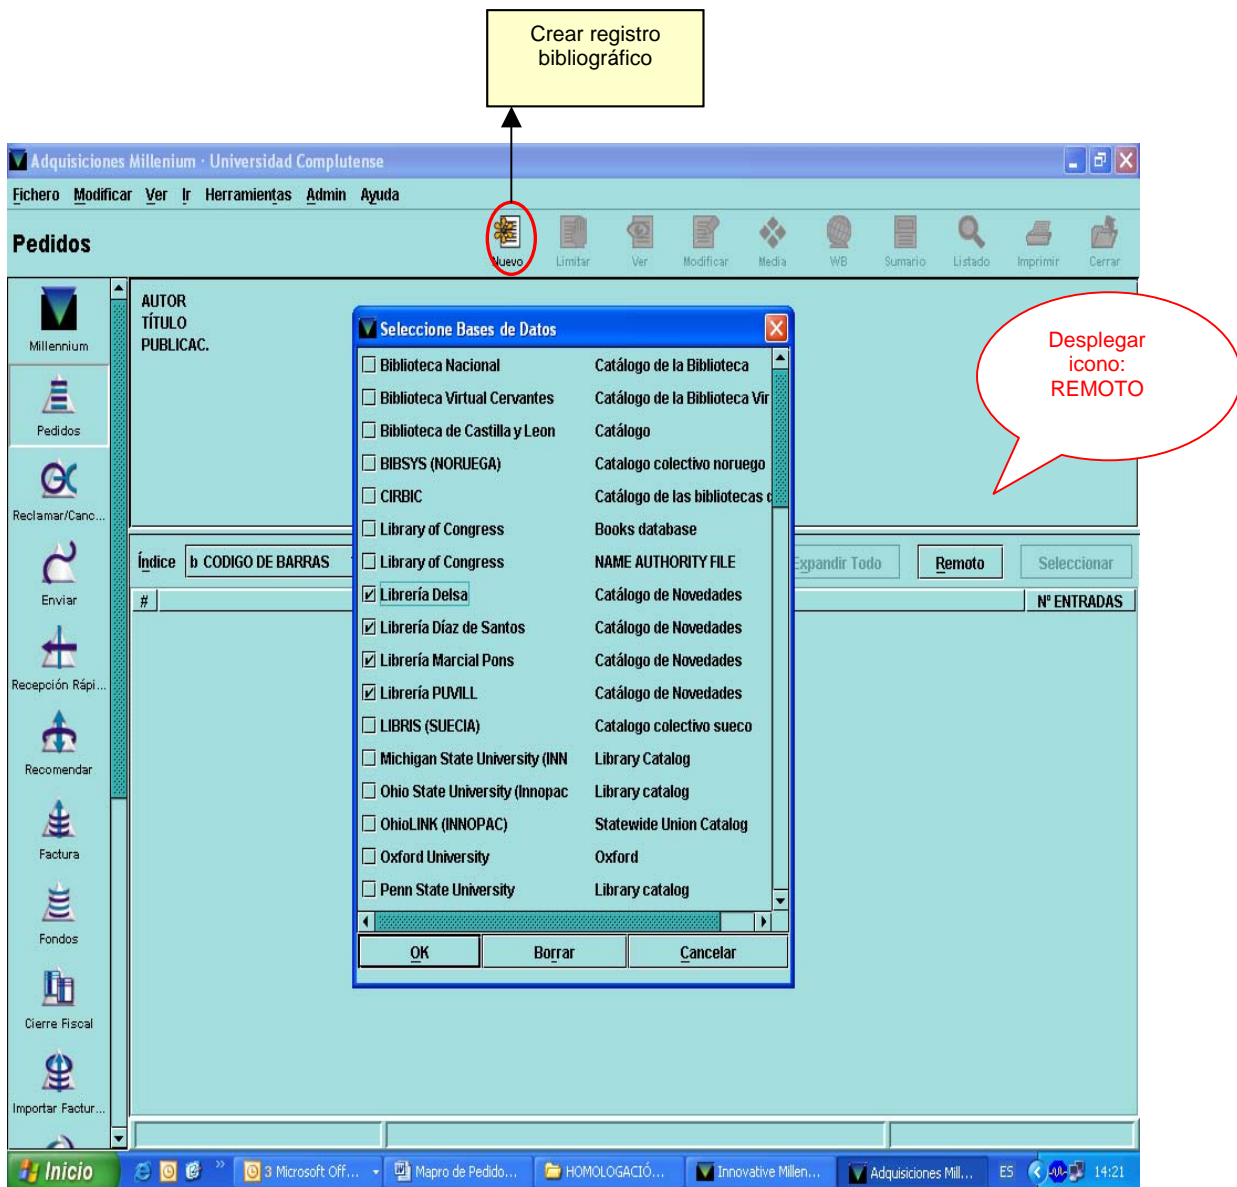 Crear registro
bibliográfico
Adquisiciones Millenium · Universidad Complutense
Fichero Modificar Ver Ir Herramientas Admin Ayuda
Pedidos
Nuevo Limitar Ver Modificar Media WB Sumario Listado Imprimir Cerrar
Millennium
Pedidos
Reclamar/Canc...
Enviar
Recepción Rápi...
Recomendar
Factura
Fondos
Cierre Fiscal
Importar Factur...
AUTOR
TÍTULO
PUBLICAC.
Desplegar
icono:
REMOTO
Índice b CODIGO DE BARRAS
Expandir Todo Remoto Seleccionar
# Nº ENTRADAS
Seleccione Bases de Datos
Biblioteca Nacional Catálogo de la Biblioteca
Biblioteca Virtual Cervantes Catálogo de la Biblioteca Vir
Biblioteca de Castilla y Leon Catálogo
BIBSYS (NORUEGA) Catalogo colectivo noruego
CIRBIC Catálogo de las bibliotecas
Library of Congress Books database
Library of Congress NAME AUTHORITY FILE
Librería Delsa Catálogo de Novedades
Librería Díaz de Santos Catálogo de Novedades
Librería Marcial Pons Catálogo de Novedades
Librería PUVILL Catálogo de Novedades
LIBRIS (SUECIA) Catalogo colectivo sueco
Michigan State University (INN Library Catalog
Ohio State University (Innopac Library catalog
OhioLINK (INNOPAC) Statewide Union Catalog
Oxford University Oxford
Penn State University Library catalog
OK Borrar Cancelar
Inicio 3 Microsoft Off... Mapro de Pedido... HOMOLOGACIÓ... Innovative Millen... Adquisiciones Mill... ES 14:21